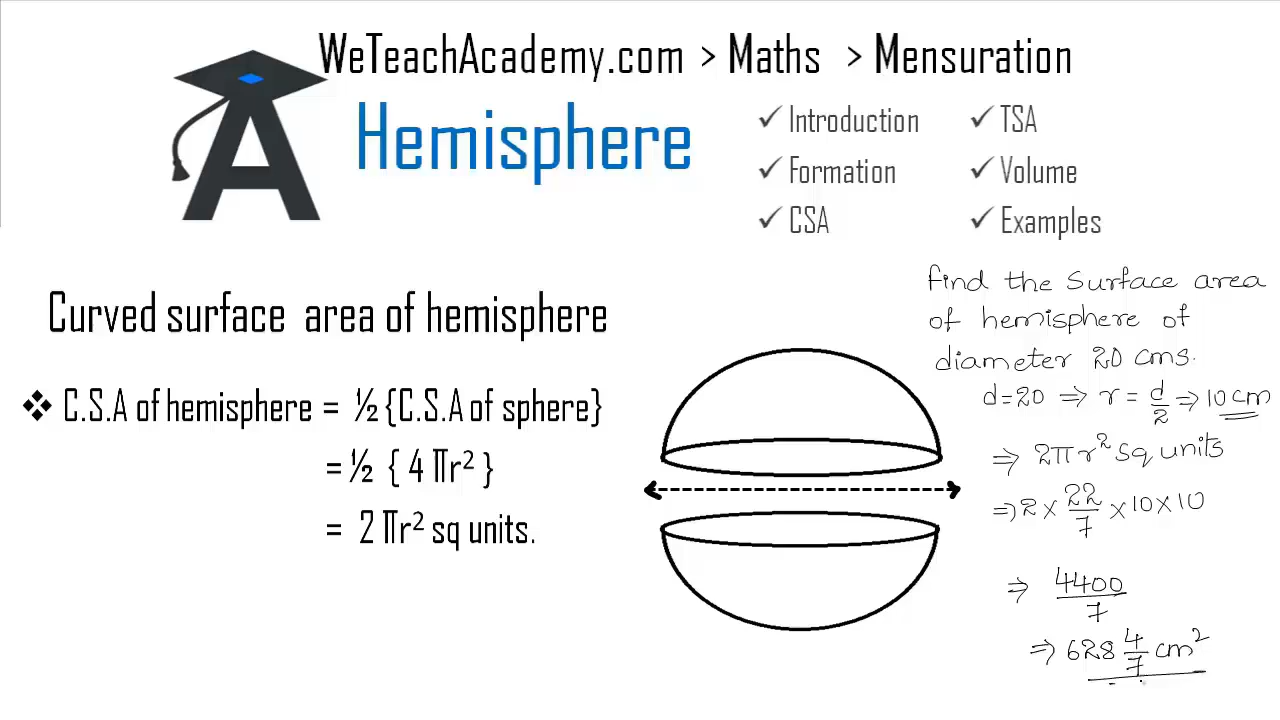 WeTeachAcademy.com > Maths > Mensuration
Hemisphere
✓ Introduction
✓ Formation
✓ CSA
✓ TSA
✓ Volume
✓ Examples
Curved surface area of hemisphere
❖ C.S.A of hemisphere = ½ {C.S.A of sphere}
= ½ { 4 πr² }
= 2 πr² sq units.
Find the Surface area
of hemisphere of
diameter 20 cms.
d=20 ⇒ r = d/2 ⇒ 10 cm
⇒ 2πr² sq units
⇒ 2 × 22/7 × 10 × 10
⇒ 4400/7
⇒ 628 4/7 cm²